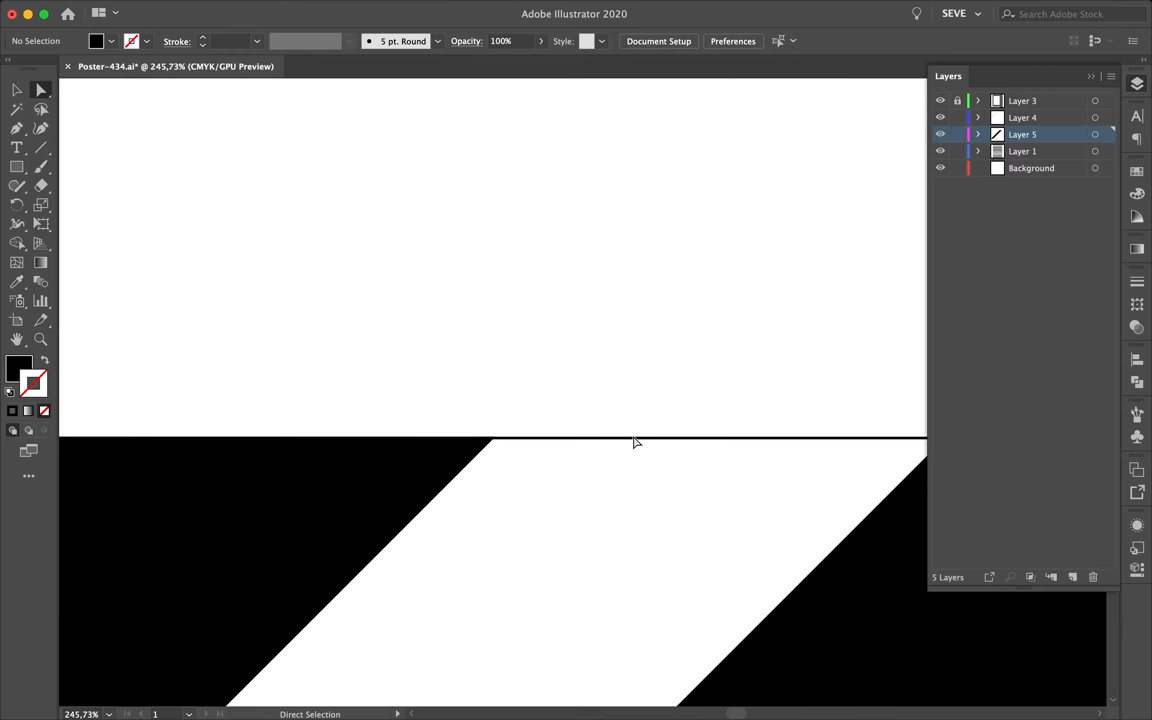 Adobe Illustrator 2020
SEVE
Search Adobe Stock
No Selection
Stroke:
5 pt. Round
Opacity:
100%
Style:
Document Setup
Preferences
Poster-434.ai* @ 245,73% (CMYK/GPU Preview)
Layers
Layer 3
Layer 4
Layer 5
Layer 1
Background
5 Layers
245,73%
1
Direct Selection